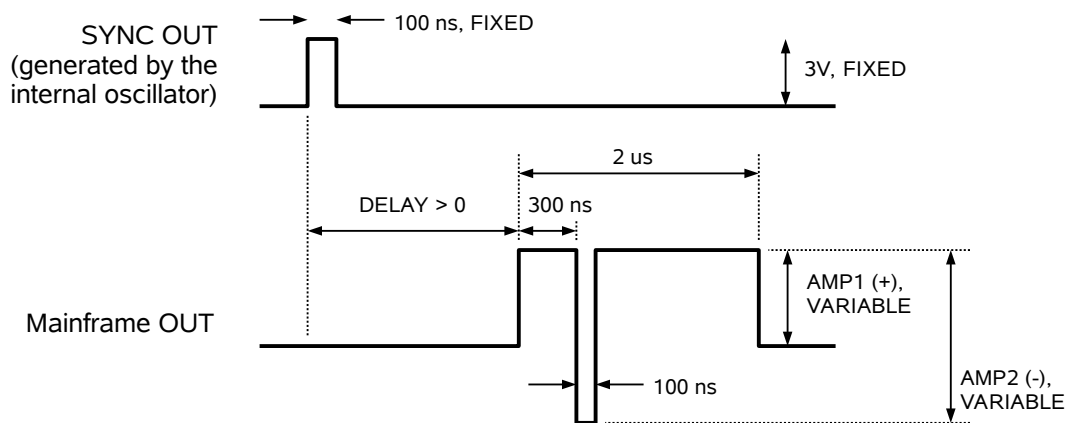 SYNC OUT
(generated by the
internal oscillator)
100 ns, FIXED
3V, FIXED
2 us
DELAY > 0
300 ns
AMP1 (+),
VARIABLE
Mainframe OUT
100 ns
AMP2 (-),
VARIABLE